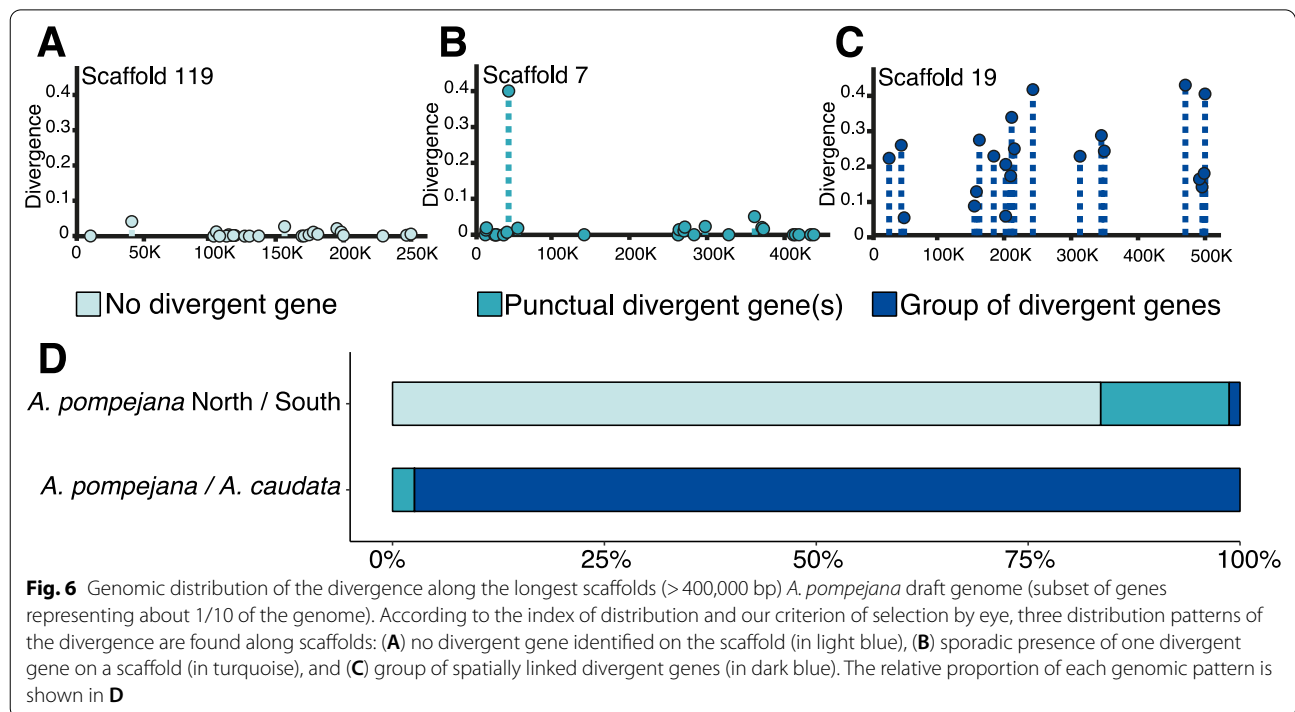 A
Scaffold 119
Divergence
0.4
0.3
0.2
0.1
0
0
50K
100K
150K
200K
250K
B
Scaffold 7
Divergence
0.4
0.3
0.2
0.1
0
0
100K
200K
300K
400K
C
Scaffold 19
Divergence
0.4
0.3
0.2
0.1
0
0
100K
200K
300K
400K
500K
No divergent gene
Punctual divergent gene(s)
Group of divergent genes
D
A. pompejana North / South
A. pompejana / A. caudata
0%
25%
50%
75%
100%
Fig. 6 Genomic distribution of the divergence along the longest scaffolds (> 400,000 bp) A. pompejana draft genome (subset of genes
representing about 1/10 of the genome). According to the index of distribution and our criterion of selection by eye, three distribution patterns of
the divergence are found along scaffolds: (A) no divergent gene identified on the scaffold (in light blue), (B) sporadic presence of one divergent
gene on a scaffold (in turquoise), and (C) group of spatially linked divergent genes (in dark blue). The relative proportion of each genomic pattern is
shown in D